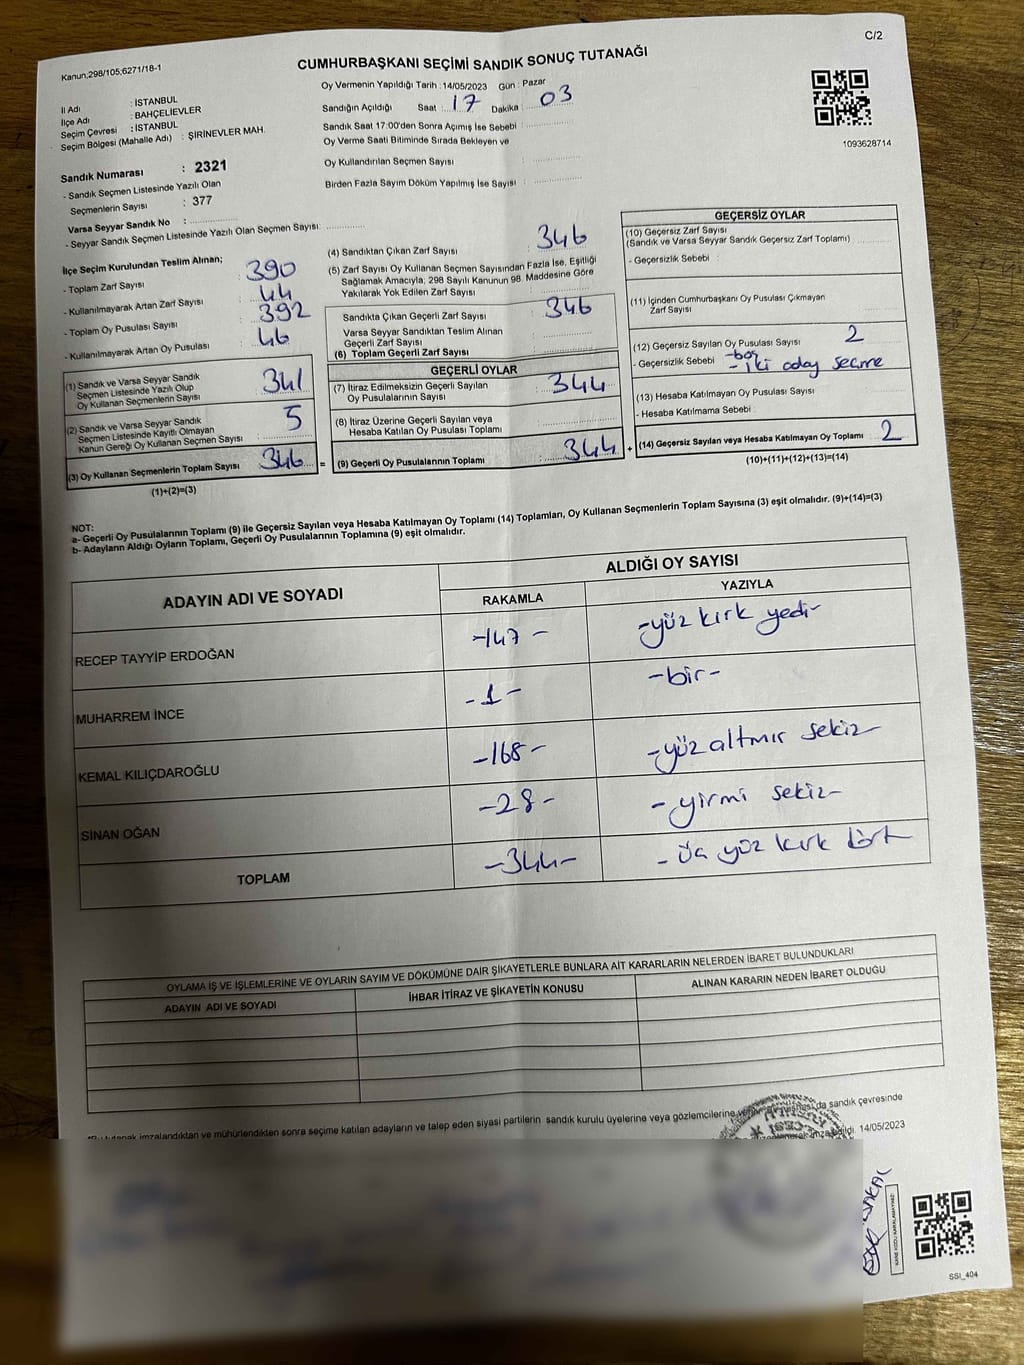 C/2
Kanun,298/105,6271/18-1
CUMHURBAŞKANI SEÇİMİ SANDIK SONUÇ TUTANAĞI
Oy Vermenin Yapıldığı Tarih : 14/05/2023 Gün : Pazar
İl Adı : İSTANBUL
İlçe Adı : BAHÇELİEVLER
Seçim Çevresi : İSTANBUL
Seçim Bölgesi (Mahalle Adı) : ŞİRİNEVLER MAH.
Sandığın Açıldığı Saat : 17 Dakika : 03
Sandık Saat 17:00'den Sonra Açımış İse Sebebi :
Oy Verme Saati Bitiminde Sırada Bekleyen ve
Oy Kullandırılan Seçmen Sayısı :
Birden Fazla Sayım Döküm Yapılmış İse Sayısı :
1093628714
Sandık Numarası : 2321
- Sandık Seçmen Listesinde Yazılı Olan
Seçmenlerin Sayısı : 377
Varsa Seyyar Sandık No :
- Seyyar Sandık Seçmen Listesinde Yazılı Olan Seçmen Sayısı:
İlçe Seçim Kurulundan Teslim Alınan;
- Toplam Zarf Sayısı : 390
- Kullanılmayarak Artan Zarf Sayısı : 44
- Toplam Oy Pusulası Sayısı : 392
- Kullanılmayarak Artan Oy Pusulası : 46
(1) Sandık ve Varsa Seyyar Sandık
Seçmen Listesinde Yazılı Olup
Oy Kullanan Seçmenlerin Sayısı : 341
(2) Sandık ve Varsa Seyyar Sandık
Seçmen Listesinde Kayıtlı Olmayan
Kanun Gereği Oy Kullanan Seçmen Sayısı : 5
(3) Oy Kullanan Seçmenlerin Toplam Sayısı : 346 =
(1)+(2)=(3)
(4) Sandıktan Çıkan Zarf Sayısı : 346
(5) Zarf Sayısı Oy Kullanan Seçmen Sayısından Fazla İse, Eşitliği
Sağlamak Amacıyla, 298 Sayılı Kanunun 98. Maddesine Göre
Yakılarak Yok Edilen Zarf Sayısı :
Sandıkta Çıkan Geçerli Zarf Sayısı : 346
Varsa Seyyar Sandıktan Teslim Alınan
Geçerli Zarf Sayısı :
(6) Toplam Geçerli Zarf Sayısı :
GEÇERLİ OYLAR
(7) İtiraz Edilmeksizin Geçerli Sayılan
Oy Pusulasının Sayısı : 344
(8) İtiraz Üzerine Geçerli Sayılan veya
Hesaba Katılan Oy Pusulası Toplamı :
(9) Geçerli Oy Pusulalarının Toplamı : 344 +
GEÇERSİZ OYLAR
(10) Geçersiz Zarf Sayısı :
(Sandık ve Varsa Seyyar Sandık Geçersiz Zarf Toplamı)
- Geçersizlik Sebebi :
(11) İçinden Cumhurbaşkanı Oy Pusulası Çıkmayan
Zarf Sayısı :
(12) Geçersiz Sayılan Oy Pusulası Sayısı : 2
- Geçersizlik Sebebi : -boş
- iki aday seçme
(13) Hesaba Katılmayan Oy Pusulası Sayısı :
- Hesaba Katılmama Sebebi :
(14) Geçersiz Sayılan veya Hesaba Katılmayan Oy Toplamı : 2
(10)+(11)+(12)+(13)=(14)
NOT:
a- Geçerli Oy Pusulalarının Toplamı (9) ile Geçersiz Sayılan veya Hesaba Katılmayan Oy Toplamı (14) Toplamları, Oy Kullanan Seçmenlerin Toplam Sayısına (3) eşit olmalıdır. (9)+(14)=(3)
b- Adayların Aldığı Oyların Toplamı, Geçerli Oy Pusulalarının Toplamına (9) eşit olmalıdır.
ADAYIN ADI VE SOYADI
ALDIĞI OY SAYISI
RAKAMLA YAZIYLA
RECEP TAYYİP ERDOĞAN -147- -yüz kırk yedi-
MUHARREM İNCE -1- -bir-
KEMAL KILIÇDAROĞLU -168- -yüz altmış sekiz-
SİNAN OĞAN -28- -yirmi sekiz-
TOPLAM -344- -üç yüz kırk dört
OYLAMA İŞ VE İŞLEMLERİNE VE OYLARIN SAYIM VE DÖKÜMÜNE DAİR ŞİKAYETLERLE BUNLARA AİT KARARLARIN NELERDEN İBARET BULUNDUKLARI
ADAYIN ADI VE SOYADI İHBAR İTİRAZ VE ŞİKAYETİN KONUSU ALINAN KARARIN NEDEN İBARET OLDUĞU
imzalandıktan ve mühürlendikten sonra seçime katılan adayların ve talep eden siyasi partilerin sandık kurulu üyelerine veya gözlemcilerine sandık çevresinde
14/05/2023
SSI_404